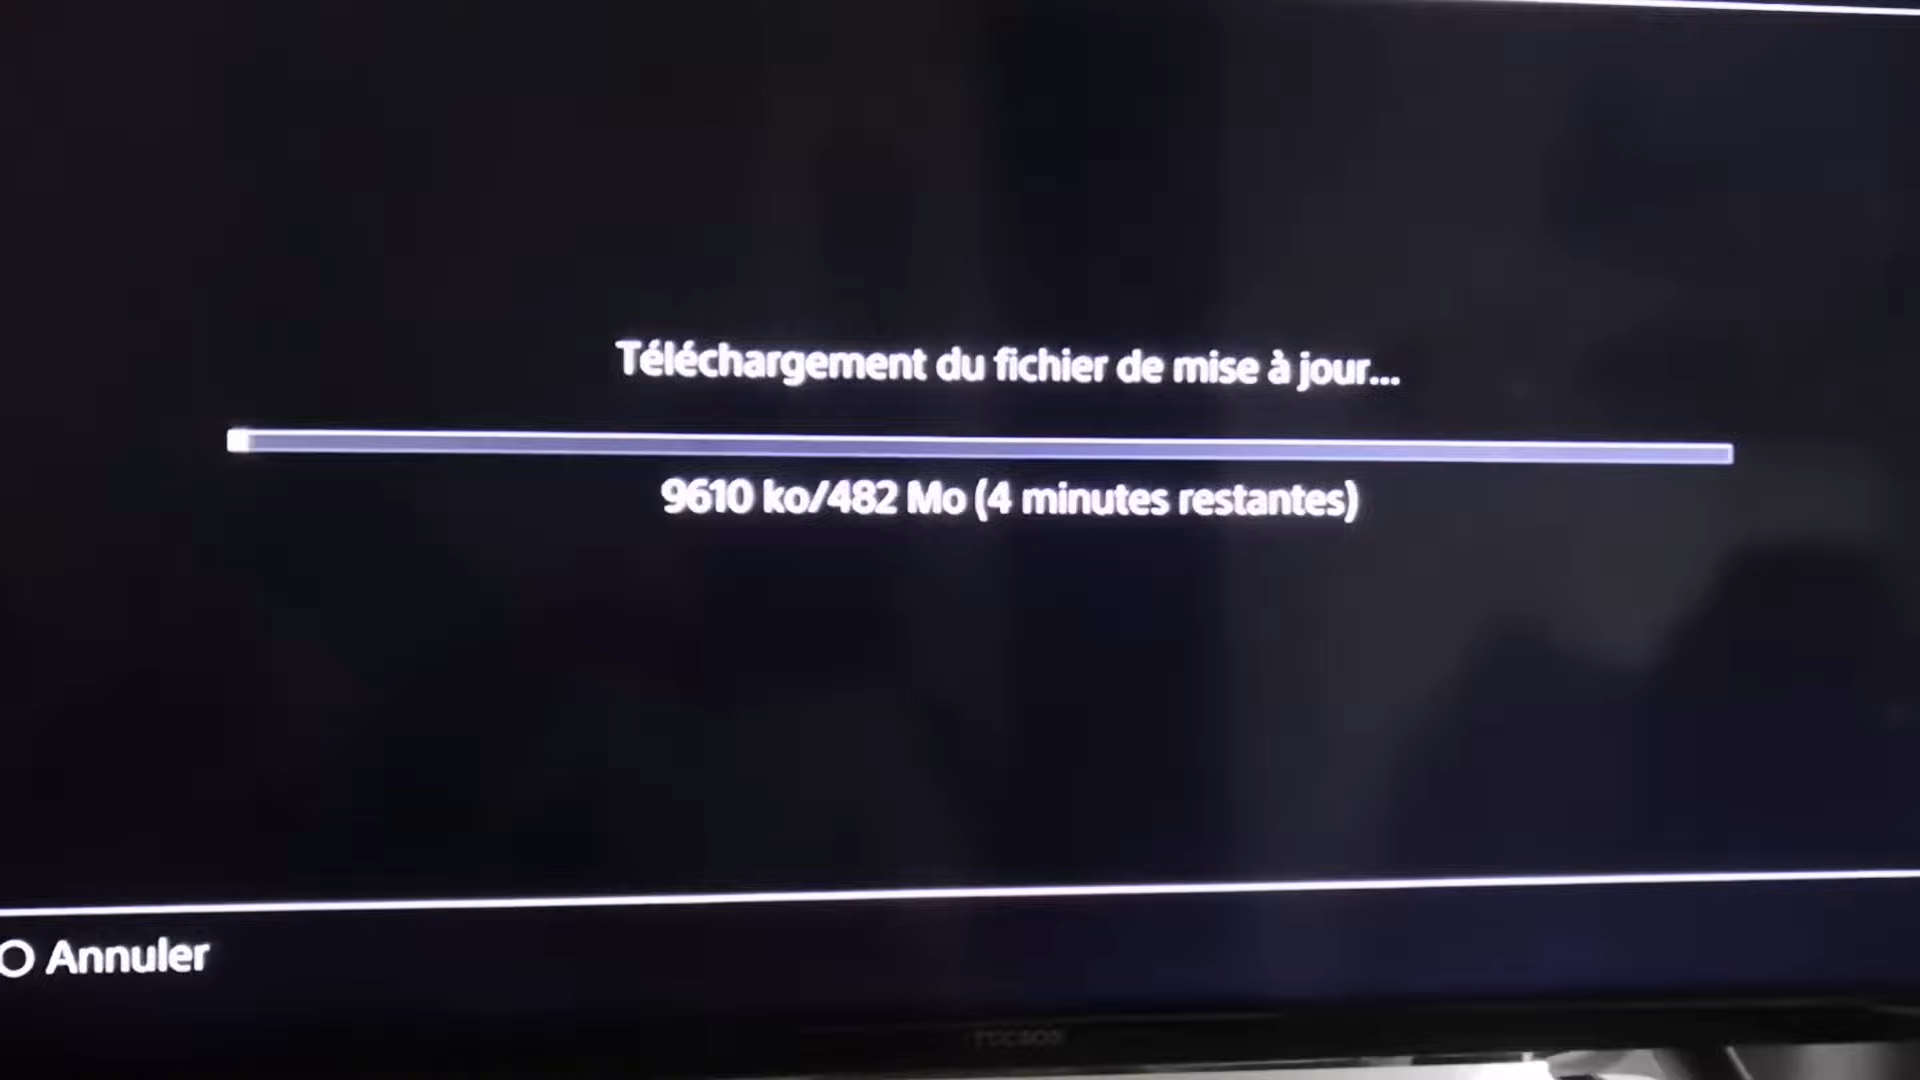 Téléchargement du fichier de mise à jour...
9610 ko/482 Mo (4 minutes restantes)
O Annuler